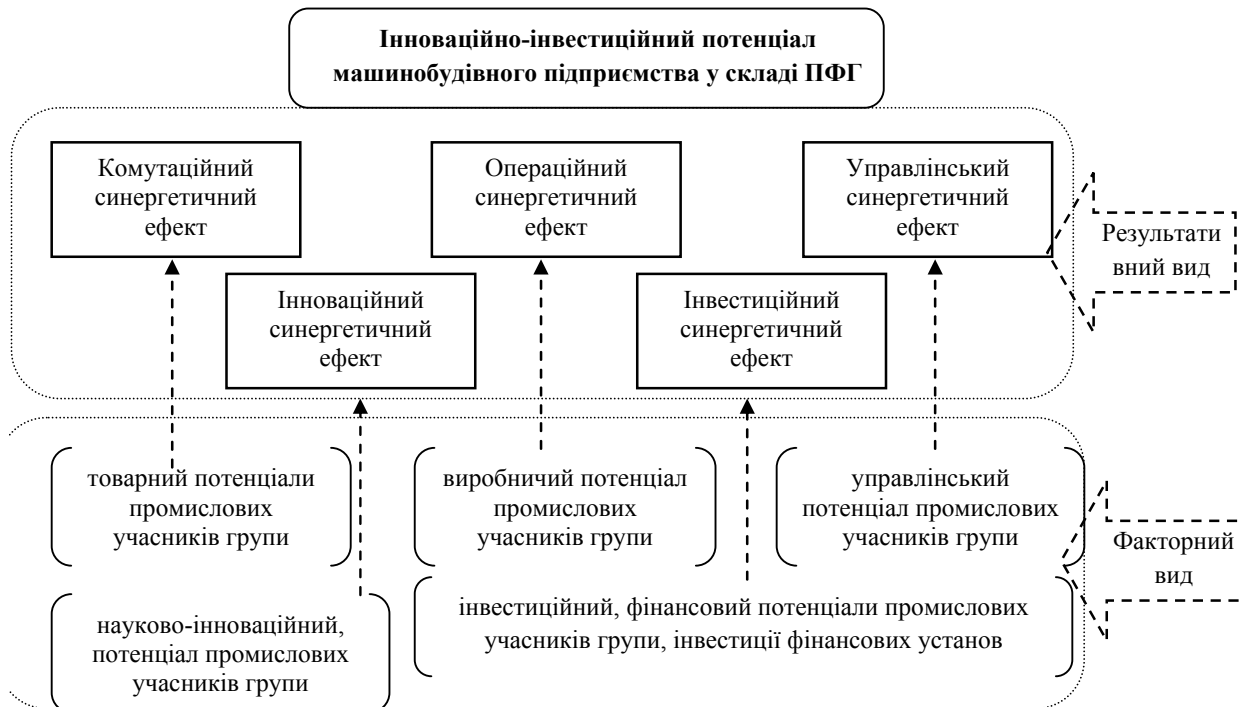 Інноваційно-інвестиційний потенціал
машинобудівного підприємства у складі ПФГ
Комутаційний
синергетичний
ефект
Операційний
синергетичний
ефект
Управлінський
синергетичний
ефект
Результати
вний вид
Інноваційний
синергетичний
ефект
Інвестиційний
синергетичний
ефект
товарний потенціали
промислових
учасників групи
виробничий потенціал
промислових
учасників групи
управлінський
потенціал промислових
учасників групи
Факторний
вид
науково-інноваційний,
потенціал промислових
учасників групи
інвестиційний, фінансовий потенціали промислових
учасників групи, інвестиції фінансових установ